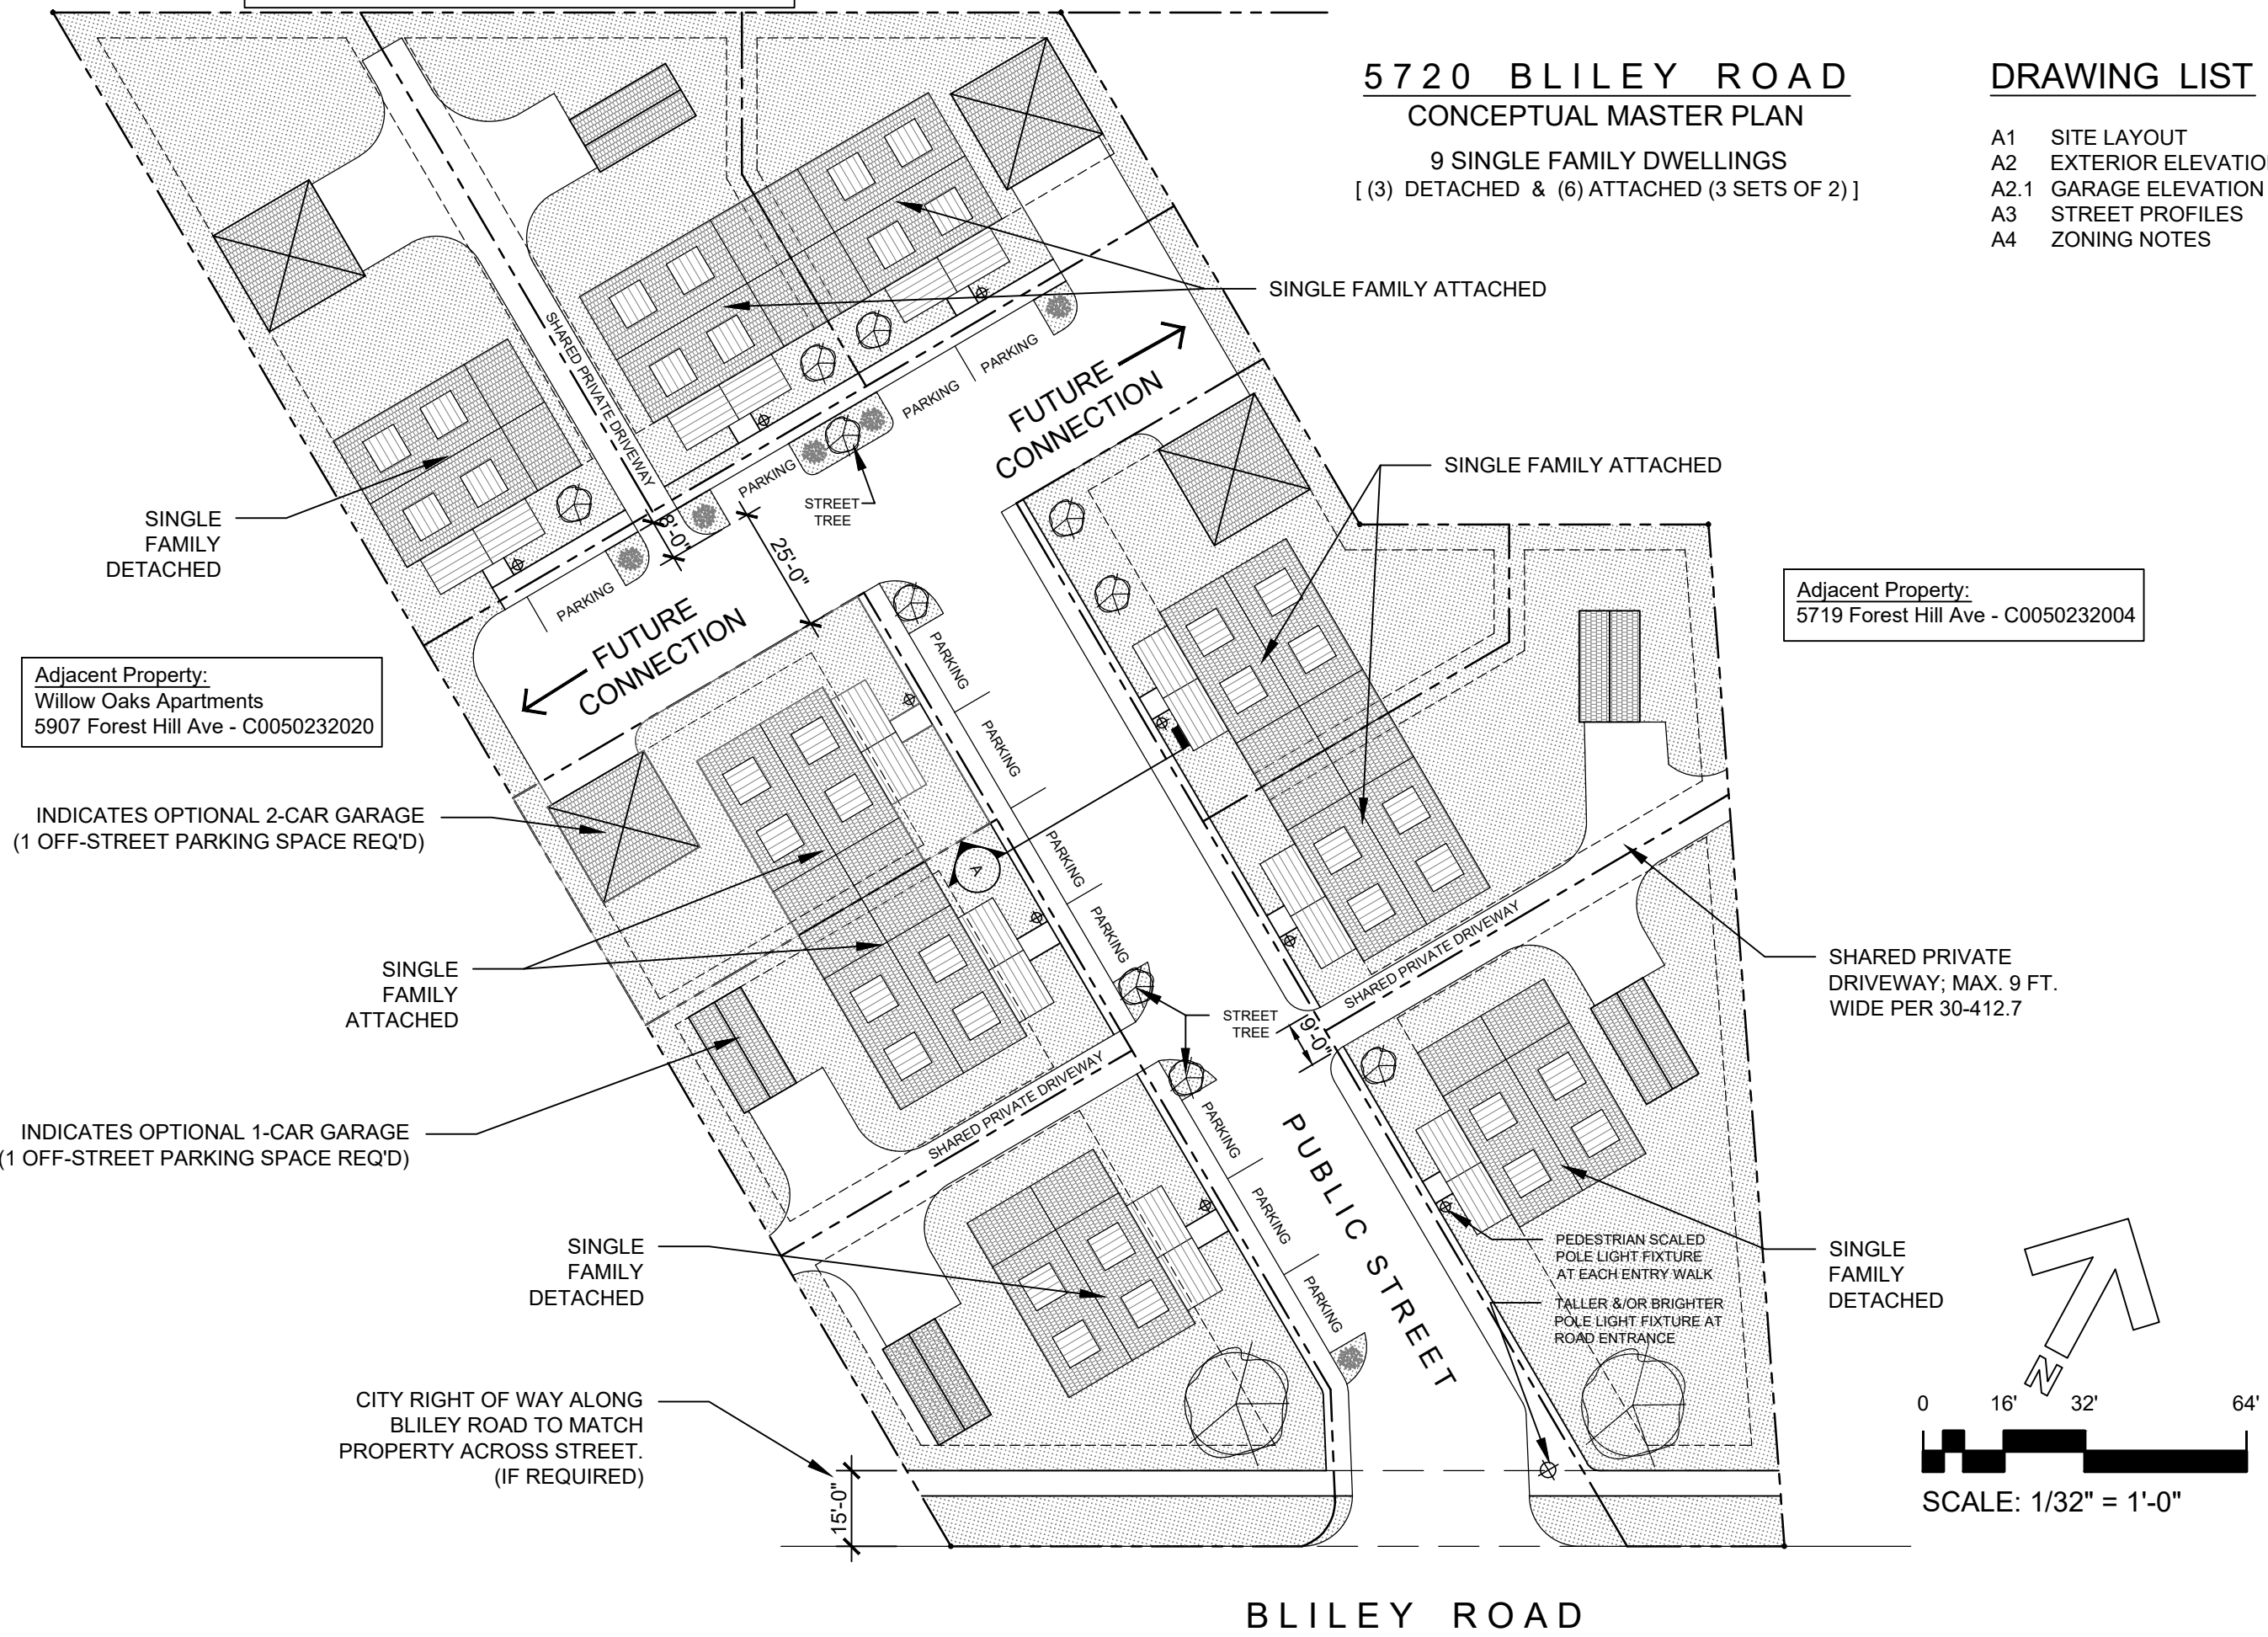 5720 BLILEY ROAD
CONCEPTUAL MASTER PLAN
9 SINGLE FAMILY DWELLINGS
[ (3) DETACHED & (6) ATTACHED (3 SETS OF 2) ]
DRAWING LIST
A1 SITE LAYOUT
A2 EXTERIOR ELEVATIO
A2.1 GARAGE ELEVATION
A3 STREET PROFILES
A4 ZONING NOTES
SINGLE FAMILY ATTACHED
SHARED PRIVATE DRIVEWAY
PARKING
PARKING
PARKING
PARKING
FUTURE
CONNECTION
SINGLE FAMILY ATTACHED
STREET
TREE
8'-0"
25'-0"
SINGLE
FAMILY
DETACHED
FUTURE
CONNECTION
Adjacent Property:
5719 Forest Hill Ave - C0050232004
Adjacent Property:
Willow Oaks Apartments
5907 Forest Hill Ave - C0050232020
PARKING
PARKING
PARKING
PARKING
A
INDICATES OPTIONAL 2-CAR GARAGE
(1 OFF-STREET PARKING SPACE REQ'D)
SINGLE
FAMILY
ATTACHED
SHARED PRIVATE DRIVEWAY
SHARED PRIVATE
DRIVEWAY; MAX. 9 FT.
WIDE PER 30-412.7
STREET
TREE
9'-0"
INDICATES OPTIONAL 1-CAR GARAGE
(1 OFF-STREET PARKING SPACE REQ'D)
SHARED PRIVATE DRIVEWAY
PARKING
PARKING
PARKING
PUBLIC STREET
SINGLE
FAMILY
DETACHED
PEDESTRIAN SCALED
POLE LIGHT FIXTURE
AT EACH ENTRY WALK
TALLER &/OR BRIGHTER
POLE LIGHT FIXTURE AT
ROAD ENTRANCE
SINGLE
FAMILY
DETACHED
CITY RIGHT OF WAY ALONG
BLILEY ROAD TO MATCH
PROPERTY ACROSS STREET.
(IF REQUIRED)
15'-0"
N
0 16' 32' 64'
SCALE: 1/32" = 1'-0"
BLILEY ROAD